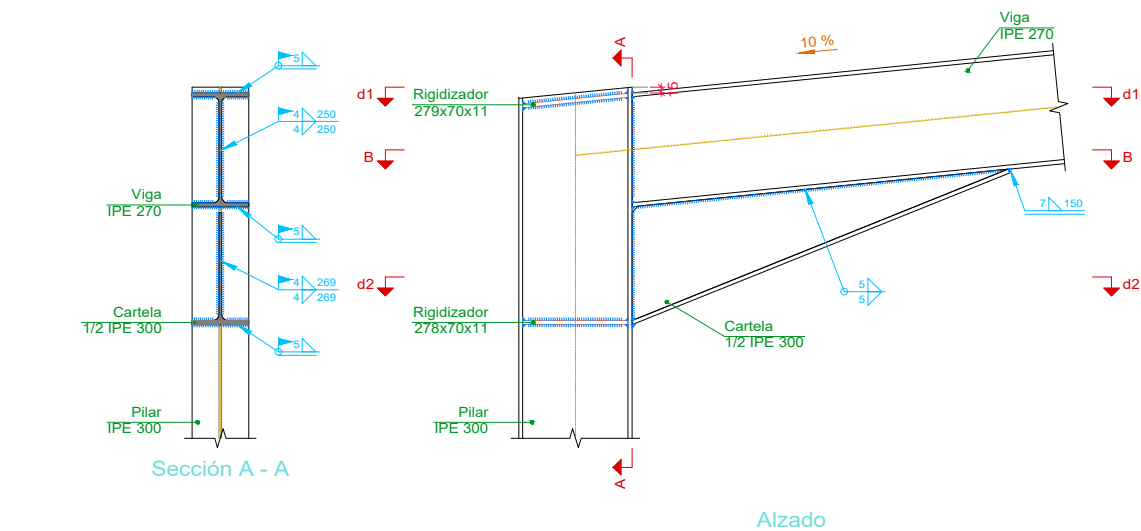 5
4 250
4 250
Viga
IPE 270
5
4 269
4 269
Cartela
1/2 IPE 300
5
Pilar
IPE 300
Sección A - A
d1
B
d2
A
10 %
Viga
IPE 270
15
Rigidizador
279x70x11
d1
B
7 150
d2
5
5
Rigidizador
278x70x11
Cartela
1/2 IPE 300
Pilar
IPE 300
A
Alzado